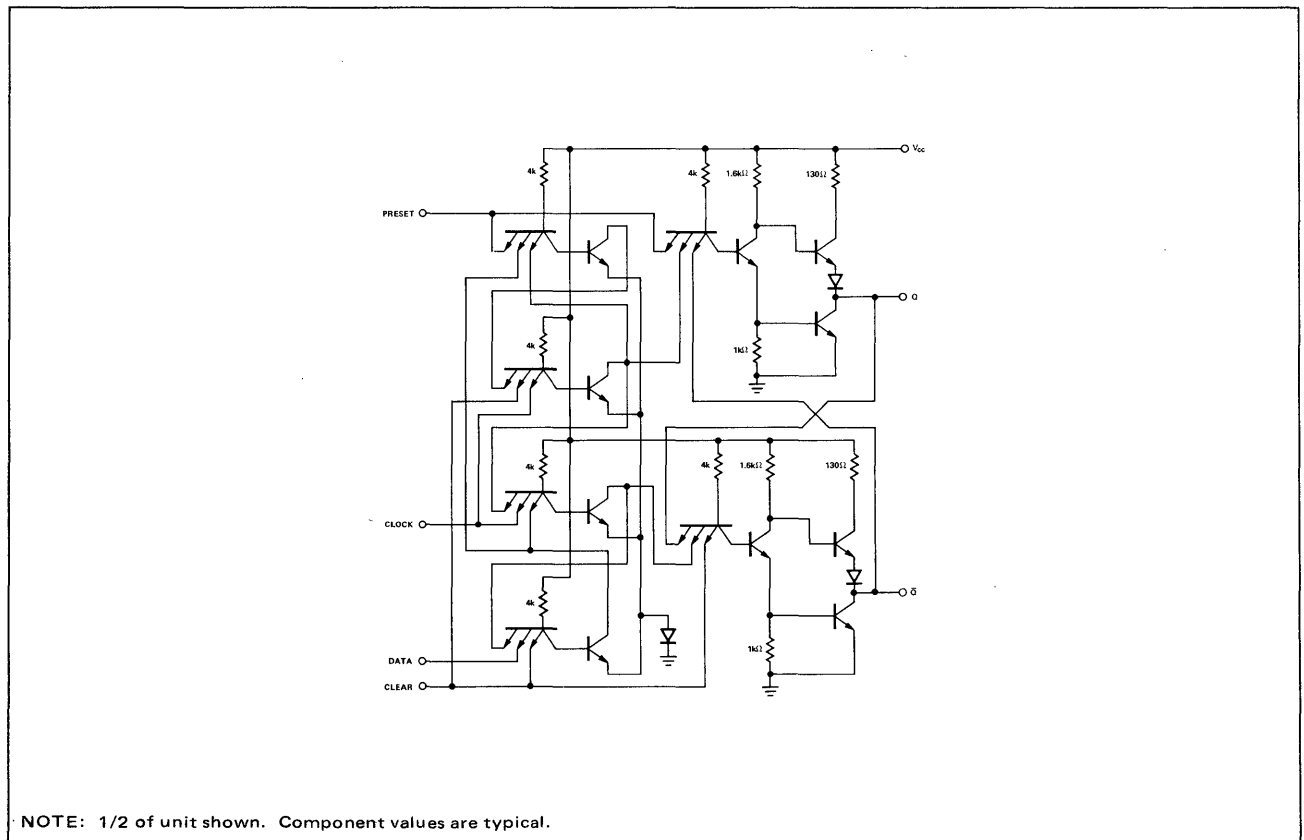 Vcc
4k
4k
1.6kΩ
130Ω
PRESET
Q
4k
1kΩ
4k
4k
1.6kΩ
130Ω
CLOCK
4k
Q̄
1kΩ
DATA
CLEAR
NOTE: 1/2 of unit shown. Component values are typical.